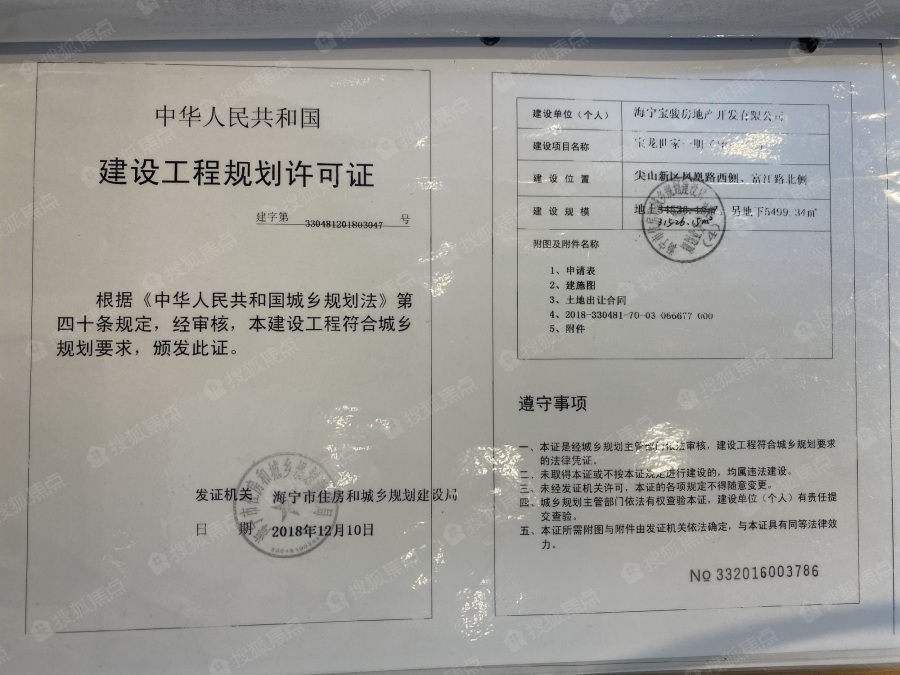 中华人民共和国
建设工程规划许可证
建字第 330481201803047 号
根据《中华人民共和国城乡规划法》第
四十条规定，经审核，本建设工程符合城乡
规划要求，颁发此证。
发证机关 海宁市住房和城乡规划建设局
日 期 2018年12月10日
建设单位（个人） 海宁宝骏房地产开发有限公司
建设项目名称 宝龙世家一期
建设位置 尖山新区凤凰路西侧、富江路北侧
建设规模 地上 另地下5499.34㎡
31526.15m²
附图及附件名称
1、申请表
2、建施图
3、土地出让合同
4、2018-330481-70-03-066677 000
5、附件
遵守事项
一、本证是经城乡规划主管部门依法审核，建设工程符合城乡规划要求
的法律凭证。
二、未取得本证或不按本证规定进行建设的，均属违法建设。
三、未经发证机关许可，本证的各项规定不得随意变更。
四、城乡规划主管部门依法有权查验本证，建设单位（个人）有责任提
交查验。
五、本证所需附图与附件由发证机关依法确定，与本证具有同等法律效
力。
No 332016003786
搜狐焦点